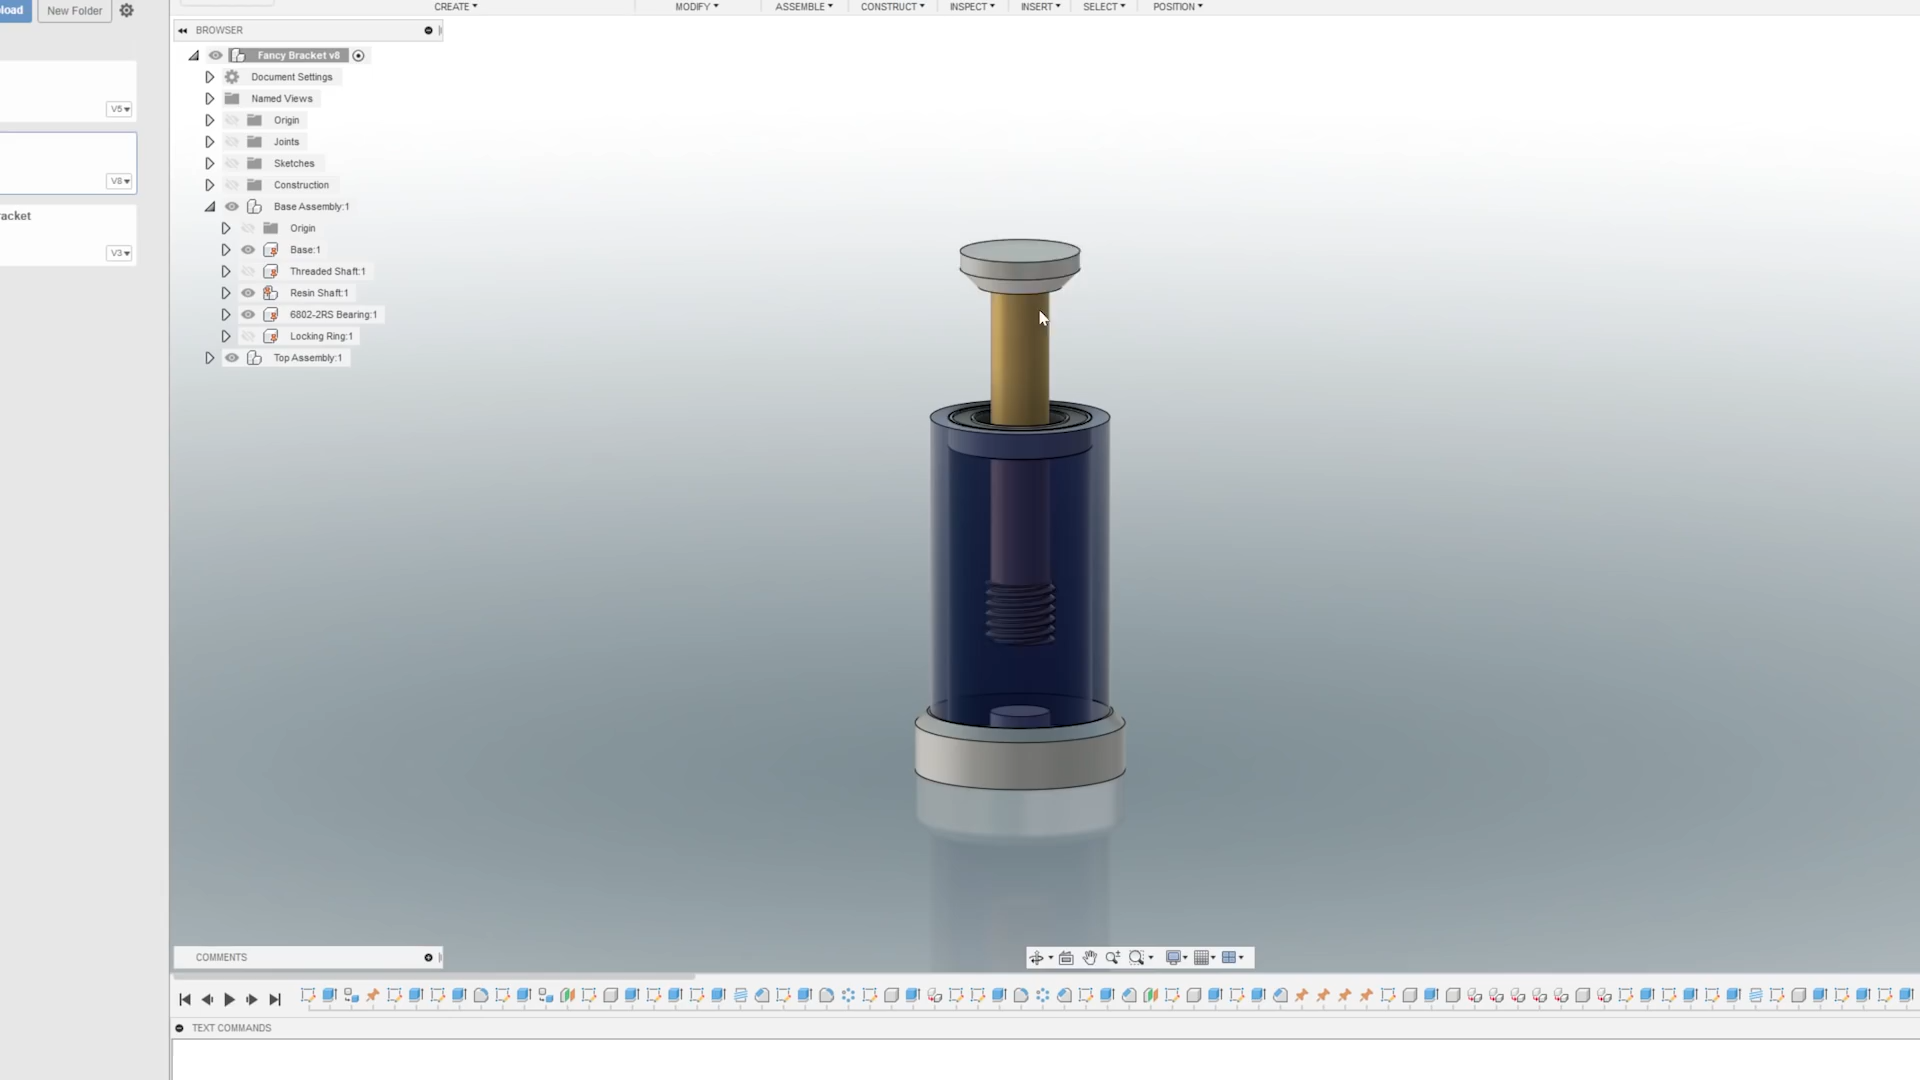 load
New Folder
CREATE
MODIFY
ASSEMBLE
CONSTRUCT
INSPECT
INSERT
SELECT
POSITION
BROWSER
Fancy Bracket v8
Document Settings
Named Views
Origin
Joints
Sketches
Construction
Base Assembly:1
Origin
Base:1
Threaded Shaft:1
Resin Shaft:1
6802-2RS Bearing:1
Locking Ring:1
Top Assembly:1
V5
V8
racket
V3
COMMENTS
TEXT COMMANDS